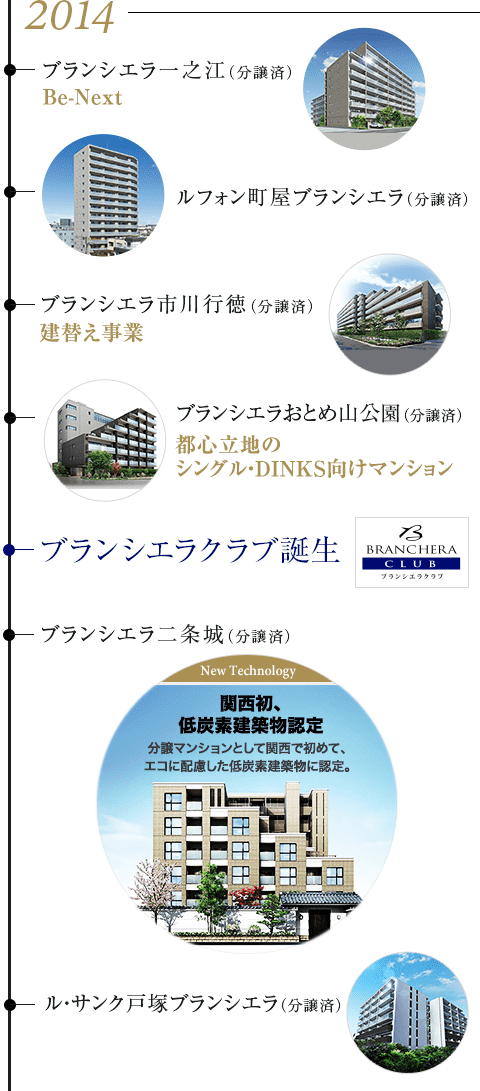 2014
ブランシエラ一之江（分譲済）
Be-Next
ルフォン町屋ブランシエラ（分譲済）
ブランシエラ市川行徳（分譲済）
建替え事業
ブランシエラおとめ山公園（分譲済）
都心立地の
シングル・DINKS向けマンション
ブランシエラクラブ誕生
B
BRANCHERA
CLUB
ブランシエラクラブ
ブランシエラ二条城（分譲済）
New Technology
関西初、
低炭素建築物認定
分譲マンションとして関西で初めて、
エコに配慮した低炭素建築物に認定。
ル・サンク戸塚ブランシエラ（分譲済）